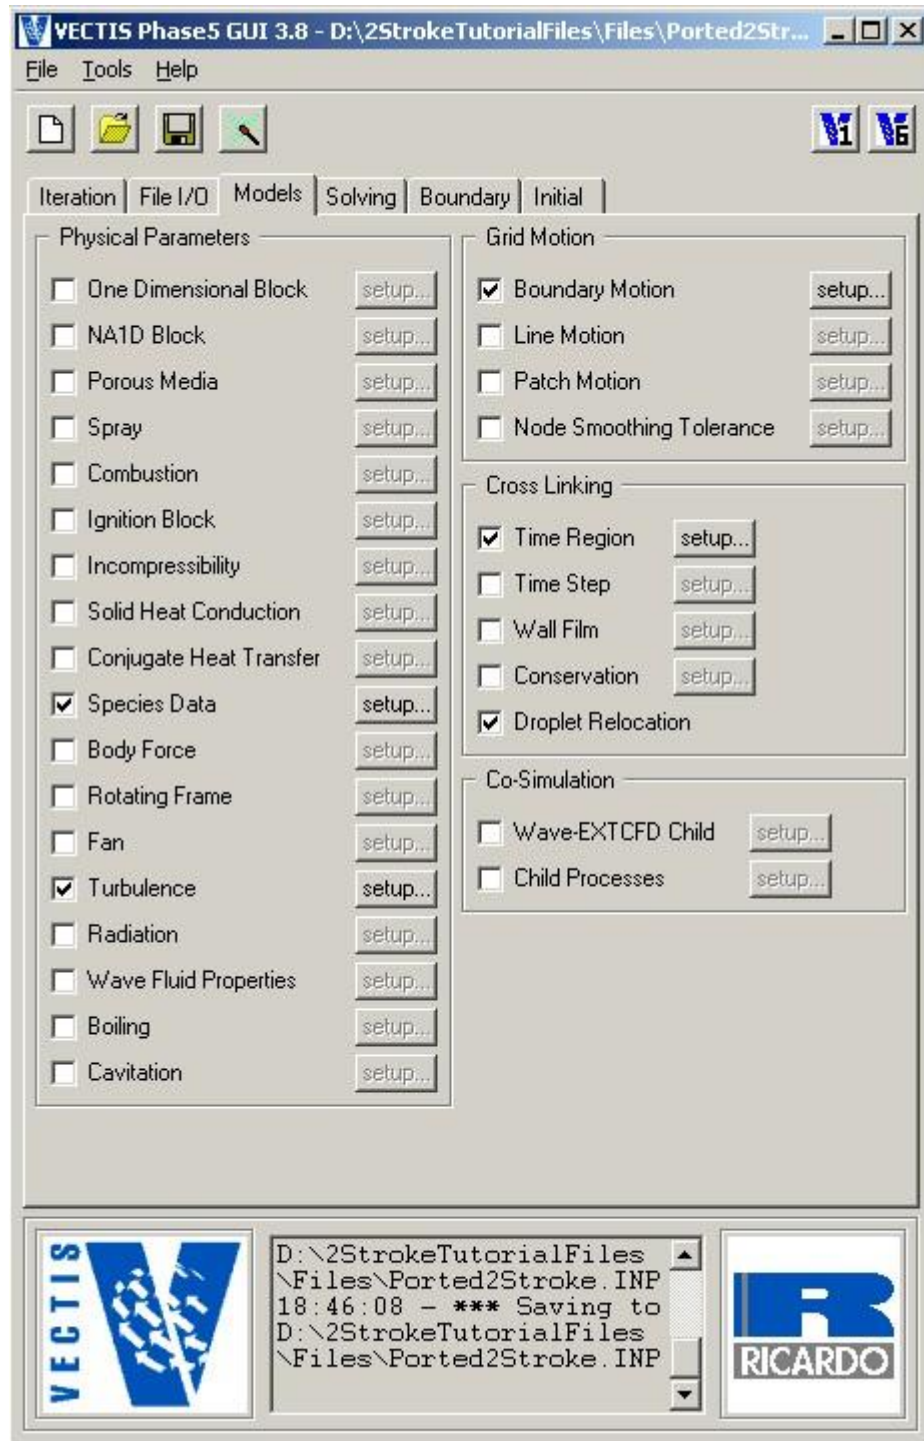 VECTIS Phase5 GUI 3.8 - D:\2StrokeTutorialFiles\Files\Ported2Str...
File Tools Help
V1 V6
Iteration File I/O Models Solving Boundary Initial
Physical Parameters
One Dimensional Block setup...
NA1D Block setup...
Porous Media setup...
Spray setup...
Combustion setup...
Ignition Block setup...
Incompressibility setup...
Solid Heat Conduction setup...
Conjugate Heat Transfer setup...
Species Data setup...
Body Force setup...
Rotating Frame setup...
Fan setup...
Turbulence setup...
Radiation setup...
Wave Fluid Properties setup...
Boiling setup...
Cavitation setup...
Grid Motion
Boundary Motion setup...
Line Motion setup...
Patch Motion setup...
Node Smoothing Tolerance setup...
Cross Linking
Time Region setup...
Time Step setup...
Wall Film setup...
Conservation setup...
Droplet Relocation
Co-Simulation
Wave-EXTCFD Child setup...
Child Processes setup...
VECTIS
D:\2StrokeTutorialFiles
\Files\Ported2Stroke.INP
18:46:08 - *** Saving to
D:\2StrokeTutorialFiles
\Files\Ported2Stroke.INP
R
RICARDO